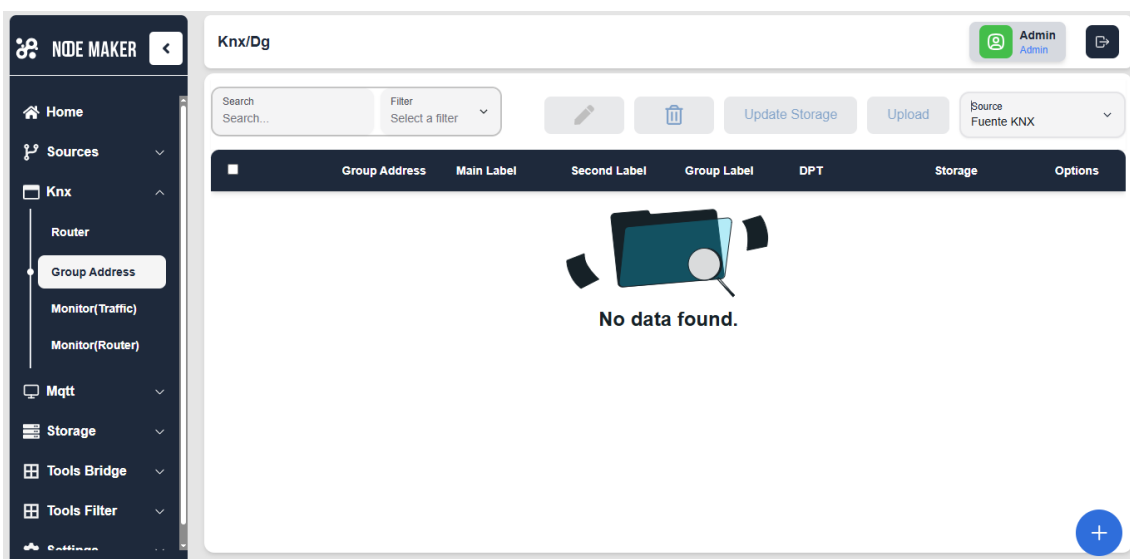 NODE MAKER
Knx/Dg
Admin
Admin
Home
Sources
Knx
Router
Group Address
Monitor(Traffic)
Monitor(Router)
Mqtt
Storage
Tools Bridge
Tools Filter
Settings
Search
Search...
Filter
Select a filter
Update Storage
Upload
Source
Fuente KNX
Group Address Main Label Second Label Group Label DPT Storage Options
No data found.